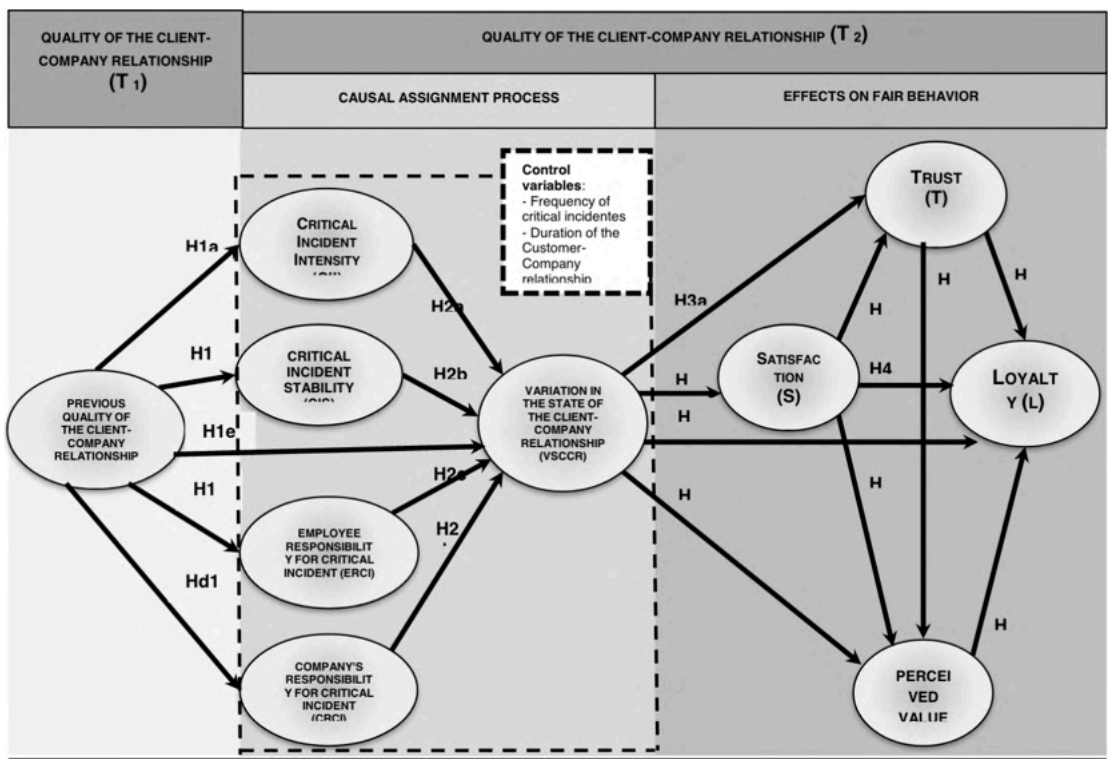 QUALITY OF THE CLIENT-
COMPANY RELATIONSHIP
(T 1)
QUALITY OF THE CLIENT-COMPANY RELATIONSHIP (T 2)
CAUSAL ASSIGNMENT PROCESS
EFFECTS ON FAIR BEHAVIOR
Control
variables:
- Frequency of
critical incidentes
- Duration of the
Customer-
Company
relationship
PREVIOUS
QUALITY OF
THE CLIENT-
COMPANY
RELATIONSHIP
H1a
H1
H1e
H1
Hd1
CRITICAL
INCIDENT
INTENSITY
CRITICAL
INCIDENT
STABILITY
EMPLOYEE
RESPONSIBILIT
Y FOR CRITICAL
INCIDENT (ERCI)
COMPANY'S
RESPONSIBILIT
Y FOR CRITICAL
INCIDENT
(CRCI)
H2a
H2b
H2c
H2
VARIATION IN
THE STATE OF
THE CLIENT-
COMPANY
RELATIONSHIP
(VSCCR)
H3a
H
H
H
TRUST
(T)
SATISFAC
TION
(S)
H
H4
H
H
H
LOYALT
Y (L)
H
PERCEI
VED
VALUE